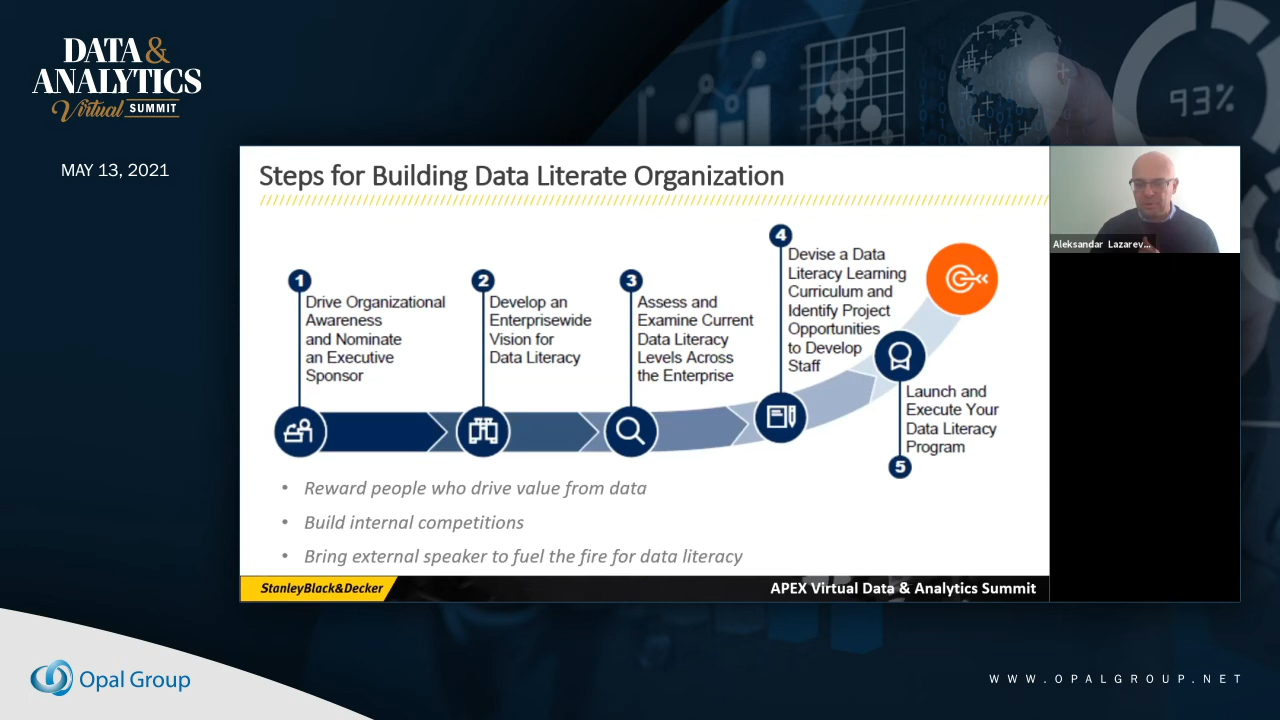 DATA &
ANALYTICS
Virtual SUMMIT
MAY 13, 2021
93%
Steps for Building Data Literate Organization
1
Drive Organizational
Awareness
and Nominate
an Executive
Sponsor
2
Develop an
Enterprisewide
Vision for
Data Literacy
3
Assess and
Examine Current
Data Literacy
Levels Across
the Enterprise
4
Devise a Data
Literacy Learning
Curriculum and
Identify Project
Opportunities
to Develop
Staff
Launch and
Execute Your
Data Literacy
Program
5
• Reward people who drive value from data
• Build internal competitions
• Bring external speaker to fuel the fire for data literacy
StanleyBlack&Decker
APEX Virtual Data & Analytics Summit
Aleksandar Lazarev...
Opal Group
WWW.OPALGROUP.NET